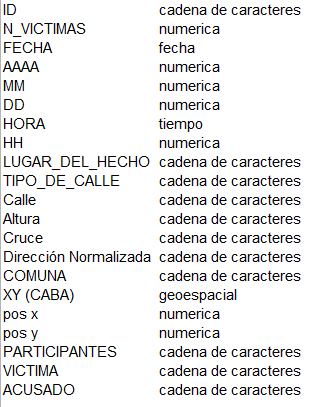 ID cadena de caracteres
N_VICTIMAS numerica
FECHA fecha
AAAA numerica
MM numerica
DD numerica
HORA tiempo
HH numerica
LUGAR_DEL_HECHO cadena de caracteres
TIPO_DE_CALLE cadena de caracteres
Calle cadena de caracteres
Altura cadena de caracteres
Cruce cadena de caracteres
Dirección Normalizada cadena de caracteres
COMUNA cadena de caracteres
XY (CABA) geoespacial
pos x numerica
pos y numerica
PARTICIPANTES cadena de caracteres
VICTIMA cadena de caracteres
ACUSADO cadena de caracteres